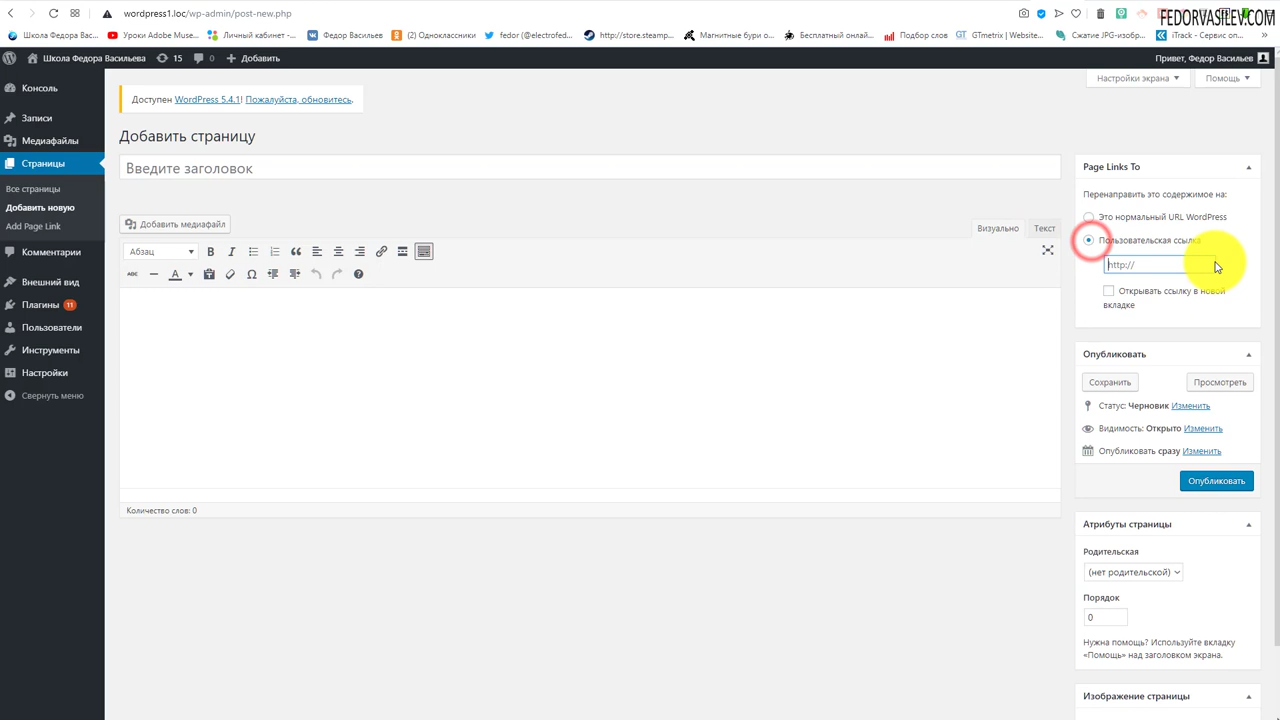 wordpress1.loc/wp-admin/post-new.php
FEDORVASILEV.COM
Школа Федора Вас...
Уроки Adobe Muse...
Личный кабинет -...
Федор Васильев
(2) Одноклассники
fedor (@electrofed...
http://store.steamp...
Магнитные бури о...
Бесплатный онлай...
Подбор слов
GTmetrix | Website...
Сжатие JPG-изобр...
iTrack - Сервис оп...
Школа Федора Васильева
15
0
Добавить
Привет, Федор Васильев
Консоль
Записи
Медиафайлы
Страницы
Все страницы
Добавить новую
Add Page Link
Комментарии
Внешний вид
Плагины 11
Пользователи
Инструменты
Настройки
Свернуть меню
Настройки экрана
Помощь
Доступен WordPress 5.4.1! Пожалуйста, обновитесь.
Добавить страницу
Введите заголовок
Добавить медиафайл
Визуально
Текст
Абзац
B I
ABC
A
Количество слов: 0
Page Links To
Перенаправить это содержимое на:
Это нормальный URL WordPress
Пользовательская ссылка
http://
Открывать ссылку в новой
вкладке
Опубликовать
Сохранить
Просмотреть
Статус: Черновик Изменить
Видимость: Открыто Изменить
Опубликовать сразу Изменить
Опубликовать
Атрибуты страницы
Родительская
(нет родительской)
Порядок
0
Нужна помощь? Используйте вкладку
«Помощь» над заголовком экрана.
Изображение страницы